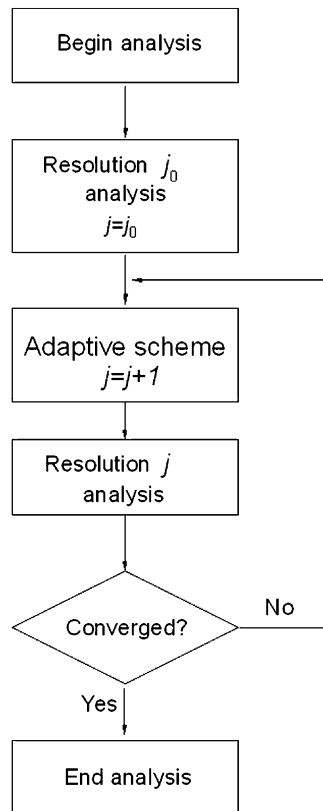 Begin analysis
Resolution j₀
analysis
j=j₀
Adaptive scheme
j=j+1
Resolution j
analysis
Converged?
No
Yes
End analysis